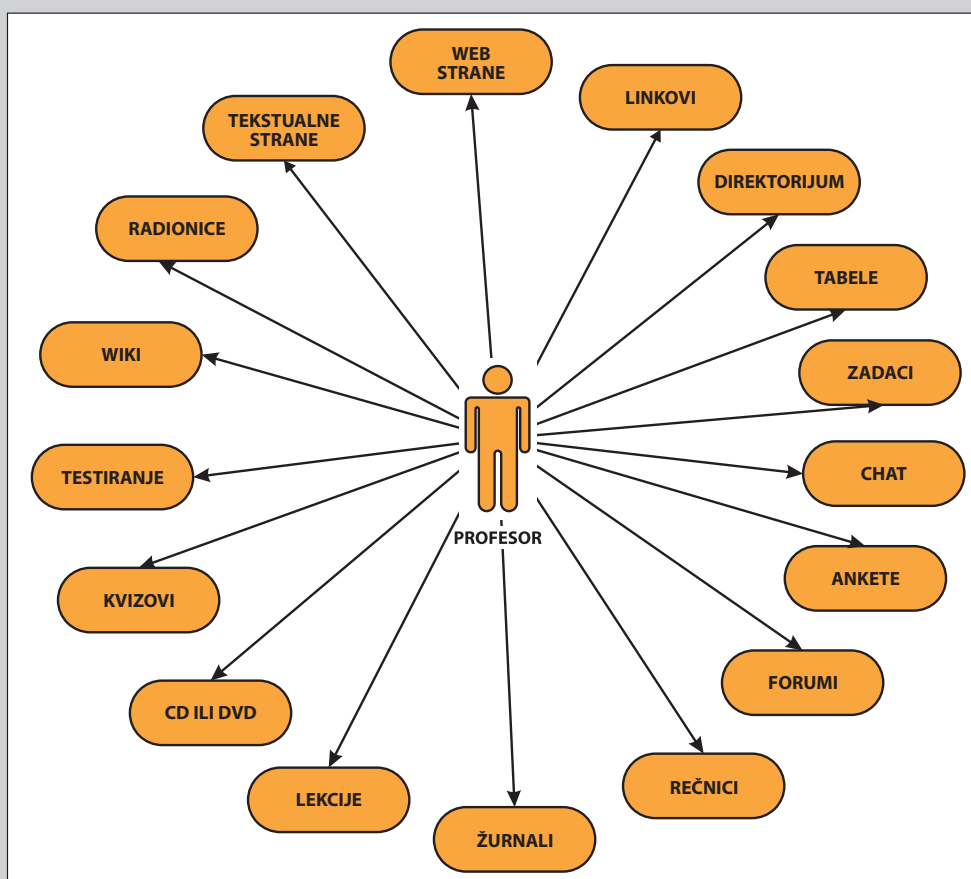 WEB
STRANE
LINKOVI
TEKSTUALNE
STRANE
DIREKTORIJUM
RADIONICE
TABELE
WIKI
ZADACI
TESTIRANJE
CHAT
PROFESOR
ANKETE
KVIZOVI
FORUMI
CD ILI DVD
REČNICI
LEKCIJE
ŽURNALI